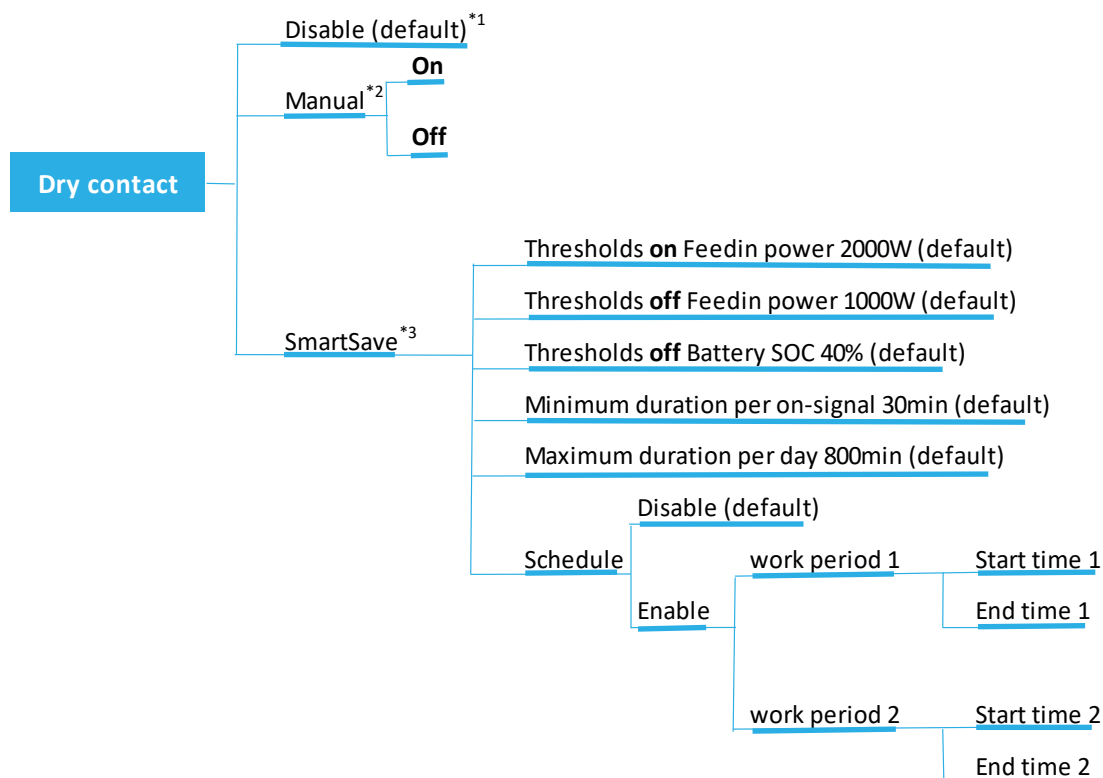 Disable (default)*1
On
Manual*2
Off
Dry contact
Thresholds on Feedin power 2000W (default)
Thresholds off Feedin power 1000W (default)
SmartSave*3
Thresholds off Battery SOC 40% (default)
Minimum duration per on-signal 30min (default)
Maximum duration per day 800min (default)
Disable (default)
Schedule
work period 1
Start time 1
Enable
End time 1
work period 2
Start time 2
End time 2